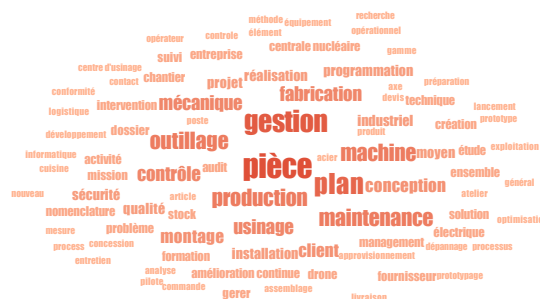 recherche
méthode équipement
élément opérationnel
opérateur controle
centrale nucléaire gamme
suivi entreprise
centre d'usinage réalisation programmation
contact chantier projet préparation
conformité fabrication axe
devis technique
logistique intervention mécanique lancement
poste gestion industriel création prototype
développement dossier produit
outillage
informatique activité acier machine moyen étude exploitation
cuisine audit
mission contrôle pièce ensemble
plan conception général
nouveau sécurité article production atelier
nomenclature qualité stock maintenance solution optimisatio
mesure problème usinage électrique
process concession montage management
dépannage processus
entretien formation installation client approvisionnement
analyse amélioration continue drone fournisseur prototypage
pilote commande
gerer assemblage
livraison